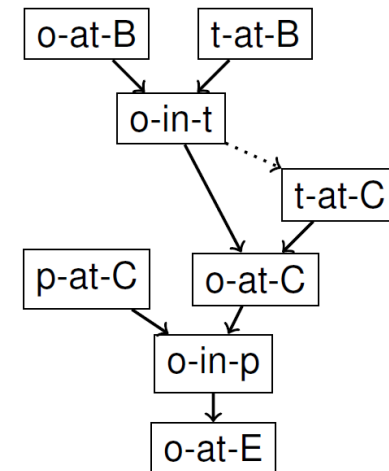 o-at-B
t-at-B
o-in-t
t-at-C
p-at-C
o-at-C
o-in-p
o-at-E